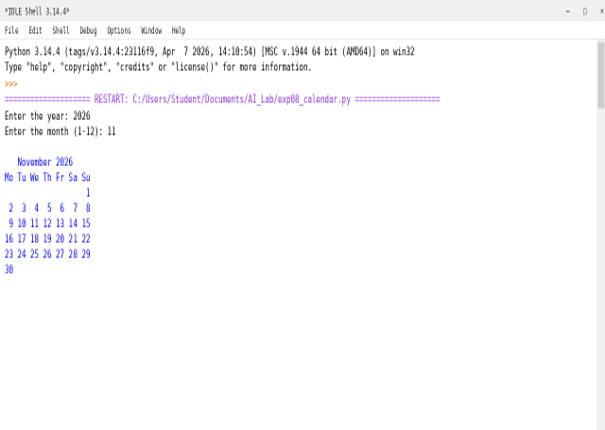 *IDLE Shell 3.14.4*
File Edit Shell Debug Options Window Help
Python 3.14.4 (tags/v3.14.4:23116f9, Apr  7 2026, 14:10:54) [MSC v.1944 64 bit (AMD64)] on win32
Type "help", "copyright", "credits" or "license()" for more information.
>>>
==================== RESTART: C:/Users/Student/Documents/AI_Lab/exp08_calendar.py ====================
Enter the year: 2026
Enter the month (1-12): 11
   November 2026
Mo Tu We Th Fr Sa Su
                   1
 2  3  4  5  6  7  8
 9 10 11 12 13 14 15
16 17 18 19 20 21 22
23 24 25 26 27 28 29
30